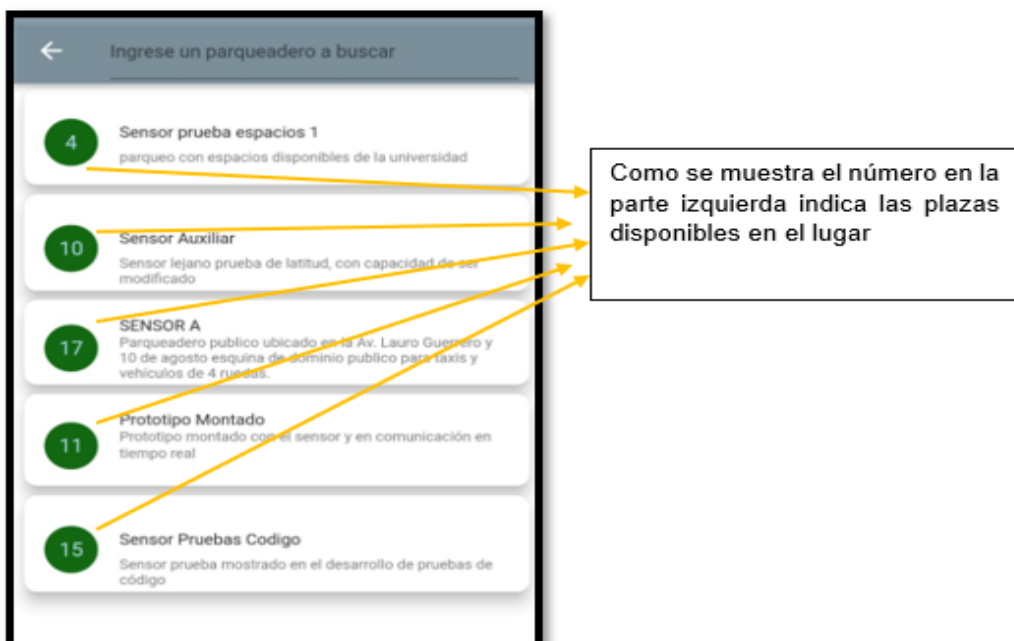 Ingrese un parqueadero a buscar
4
Sensor prueba espacios 1
parqueo con espacios disponibles de la universidad
10
Sensor Auxiliar
Sensor lejano prueba de latitud, con capacidad de ser
modificado
17
SENSOR A
Parqueadero publico ubicado en la Av. Lauro Guerrero y
10 de agosto esquina de dominio publico para taxis y
vehículos de 4 ruedas.
11
Prototipo Montado
Prototipo montado con el sensor y en comunicación en
tiempo real
15
Sensor Pruebas Codigo
Sensor prueba mostrado en el desarrollo de pruebas de
código
Como se muestra el número en la
parte izquierda indica las plazas
disponibles en el lugar